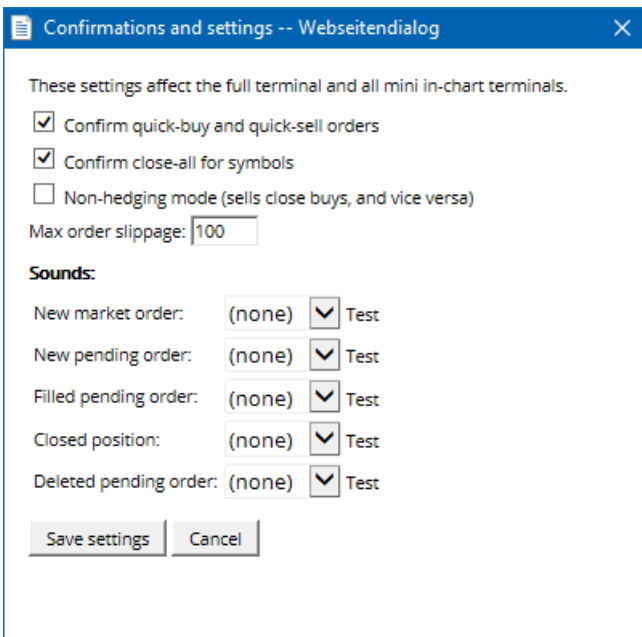 Confirmations and settings -- Webseitendialog
These settings affect the full terminal and all mini in-chart terminals.
Confirm quick-buy and quick-sell orders
Confirm close-all for symbols
Non-hedging mode (sells close buys, and vice versa)
Max order slippage: 100
Sounds:
New market order: (none) Test
New pending order: (none) Test
Filled pending order: (none) Test
Closed position: (none) Test
Deleted pending order: (none) Test
Save settings Cancel